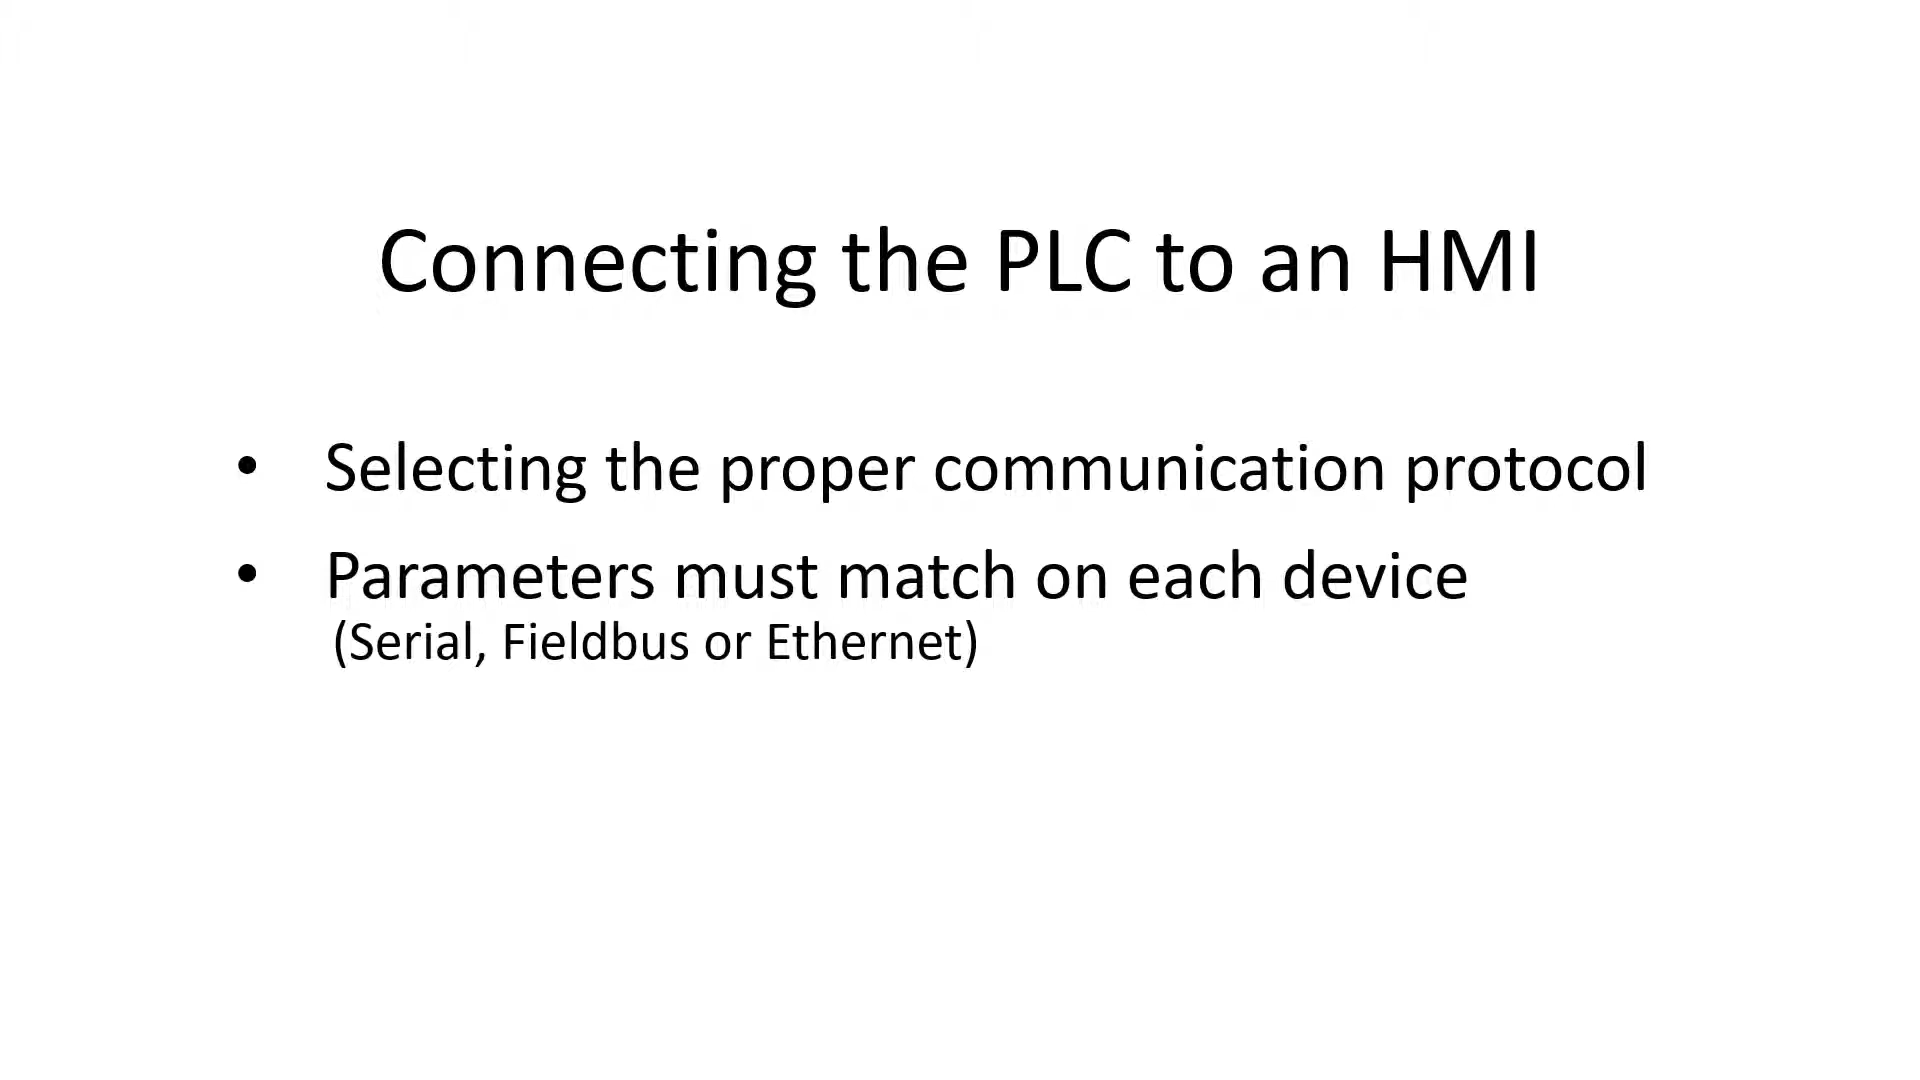 Connecting the PLC to an HMI
• Selecting the proper communication protocol
• Parameters must match on each device
(Serial, Fieldbus or Ethernet)